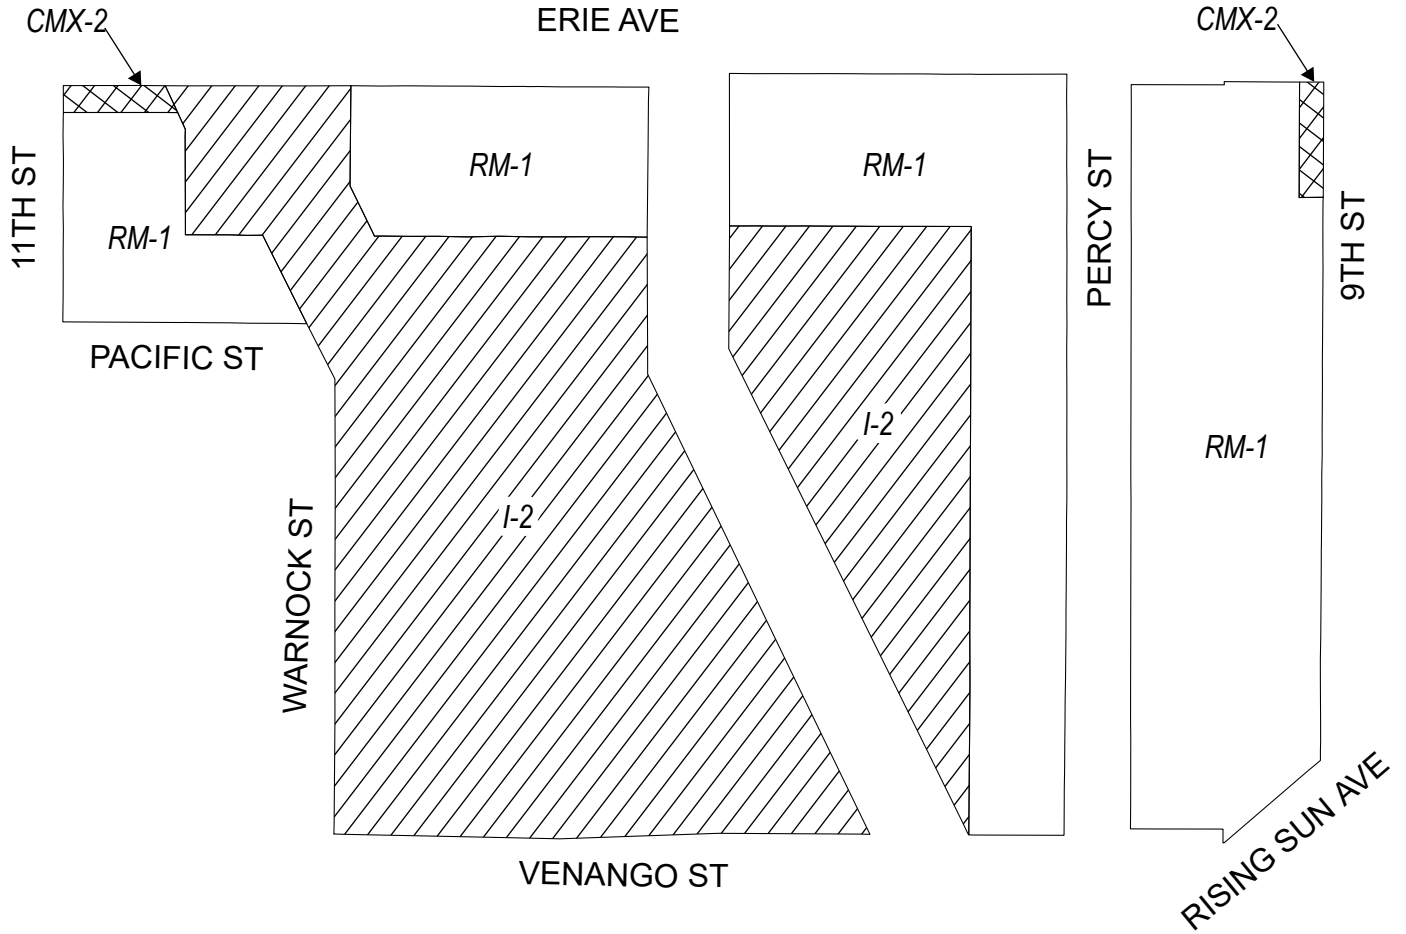 CMX-2
ERIE AVE
CMX-2
RM-1
RM-1
11TH ST
RM-1
PERCY ST
9TH ST
PACIFIC ST
I-2
RM-1
I-2
WARNOCK ST
VENANGO ST
RISING SUN AVE